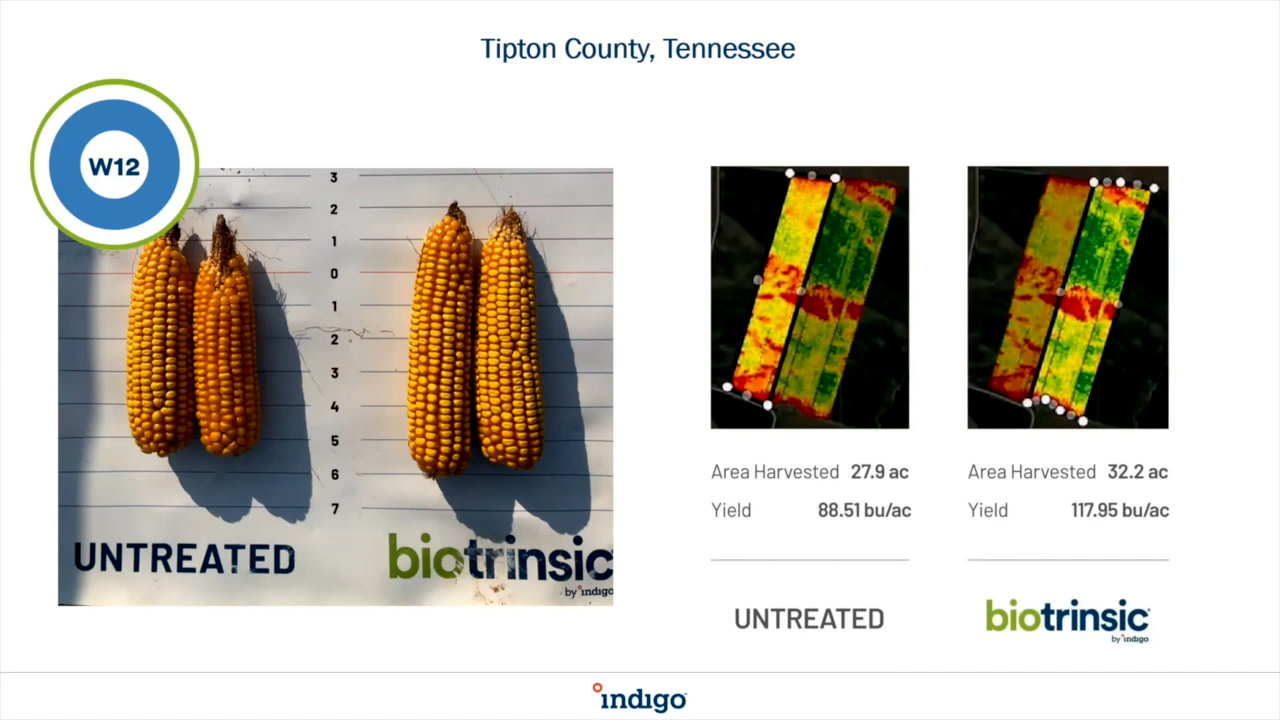 Tipton County, Tennessee
W12
3
2
1
0
1
2
3
4
5
6
7
UNTREATED
biotrinsic
by indigo
Area Harvested 27.9 ac
Yield 88.51 bu/ac
UNTREATED
Area Harvested 32.2 ac
Yield 117.95 bu/ac
biotrinsic
by indigo
indigo